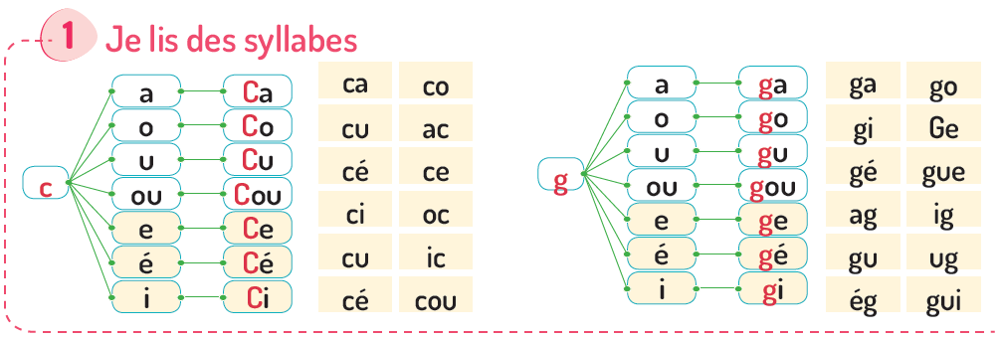 1 Je lis des syllabes
c
a Ca
o Co
u Cu
ou Cou
e Ce
é Cé
i Ci
ca co
cu ac
cé ce
ci oc
cu ic
cé cou
g
a ga
o go
u gu
ou gou
e ge
é gé
i gi
ga go
gi Ge
gé gue
ag ig
gu ug
ég gui